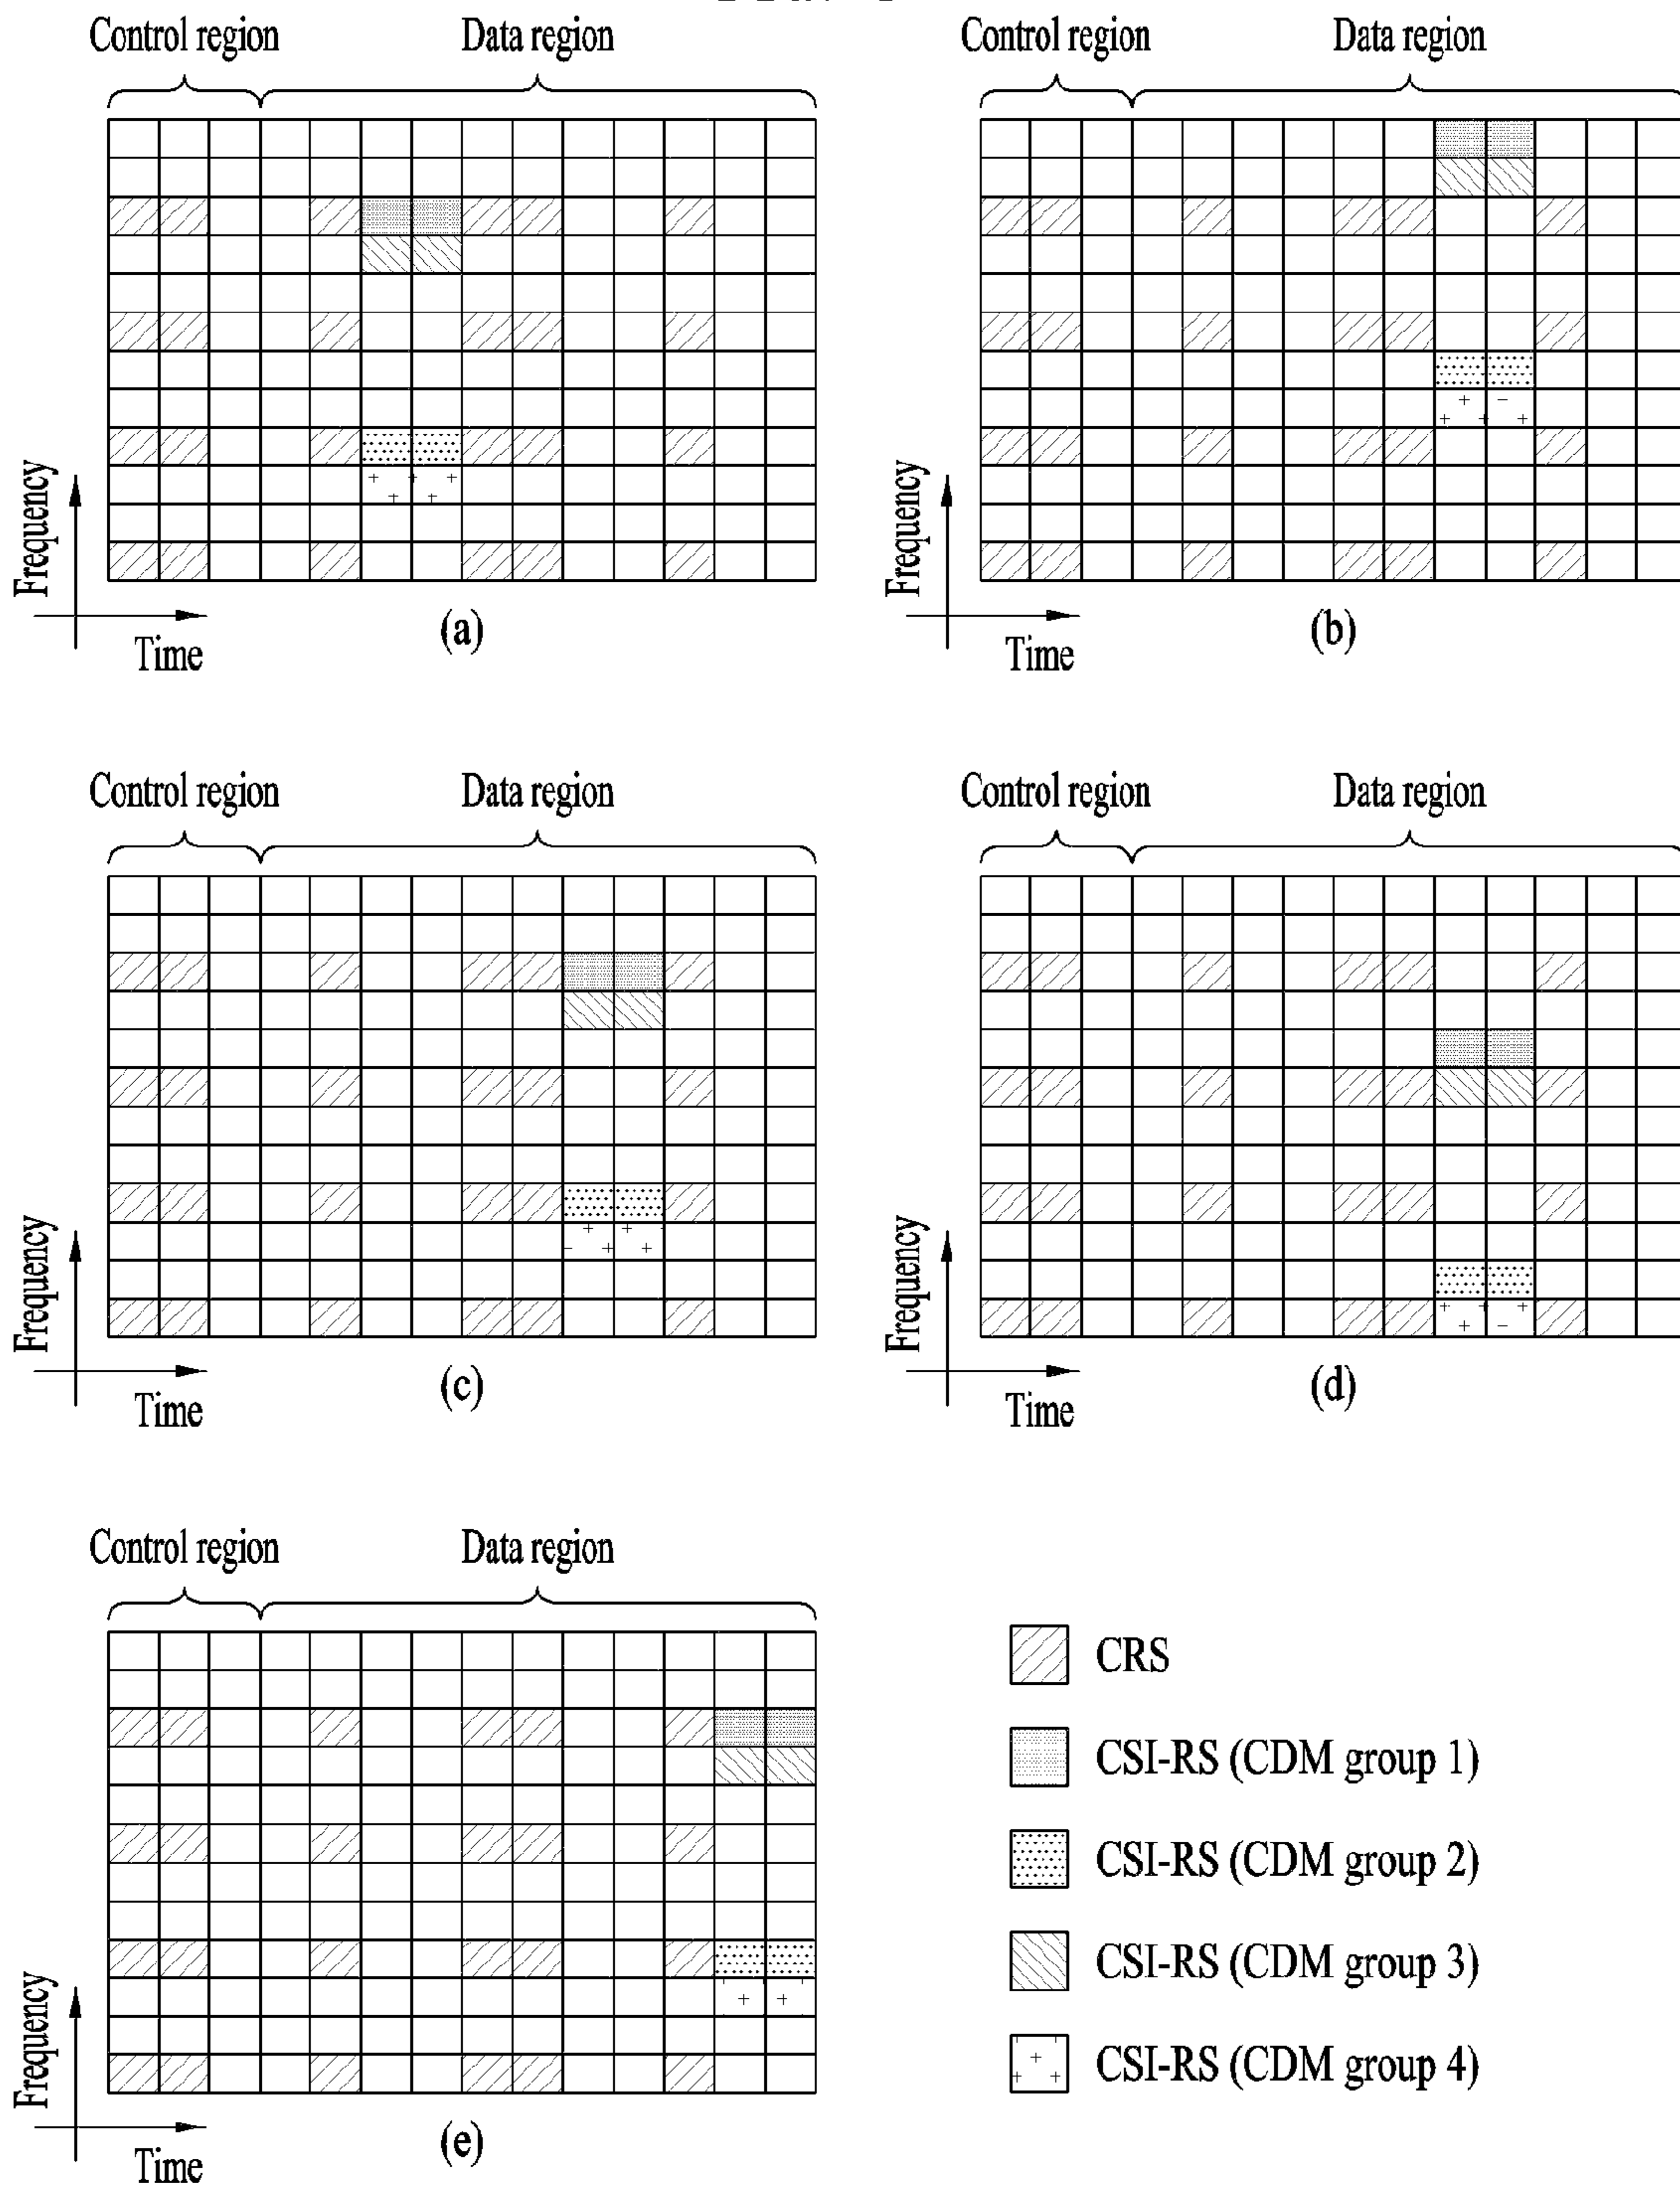 Control region Data region
Control region Data region
Frequency
Time
(a)
Frequency
Time
(b)
Control region Data region
Control region Data region
Frequency
Time
(c)
Frequency
Time
(d)
Control region Data region
Frequency
Time
(e)
CRS
CSI-RS (CDM group 1)
CSI-RS (CDM group 2)
CSI-RS (CDM group 3)
CSI-RS (CDM group 4)